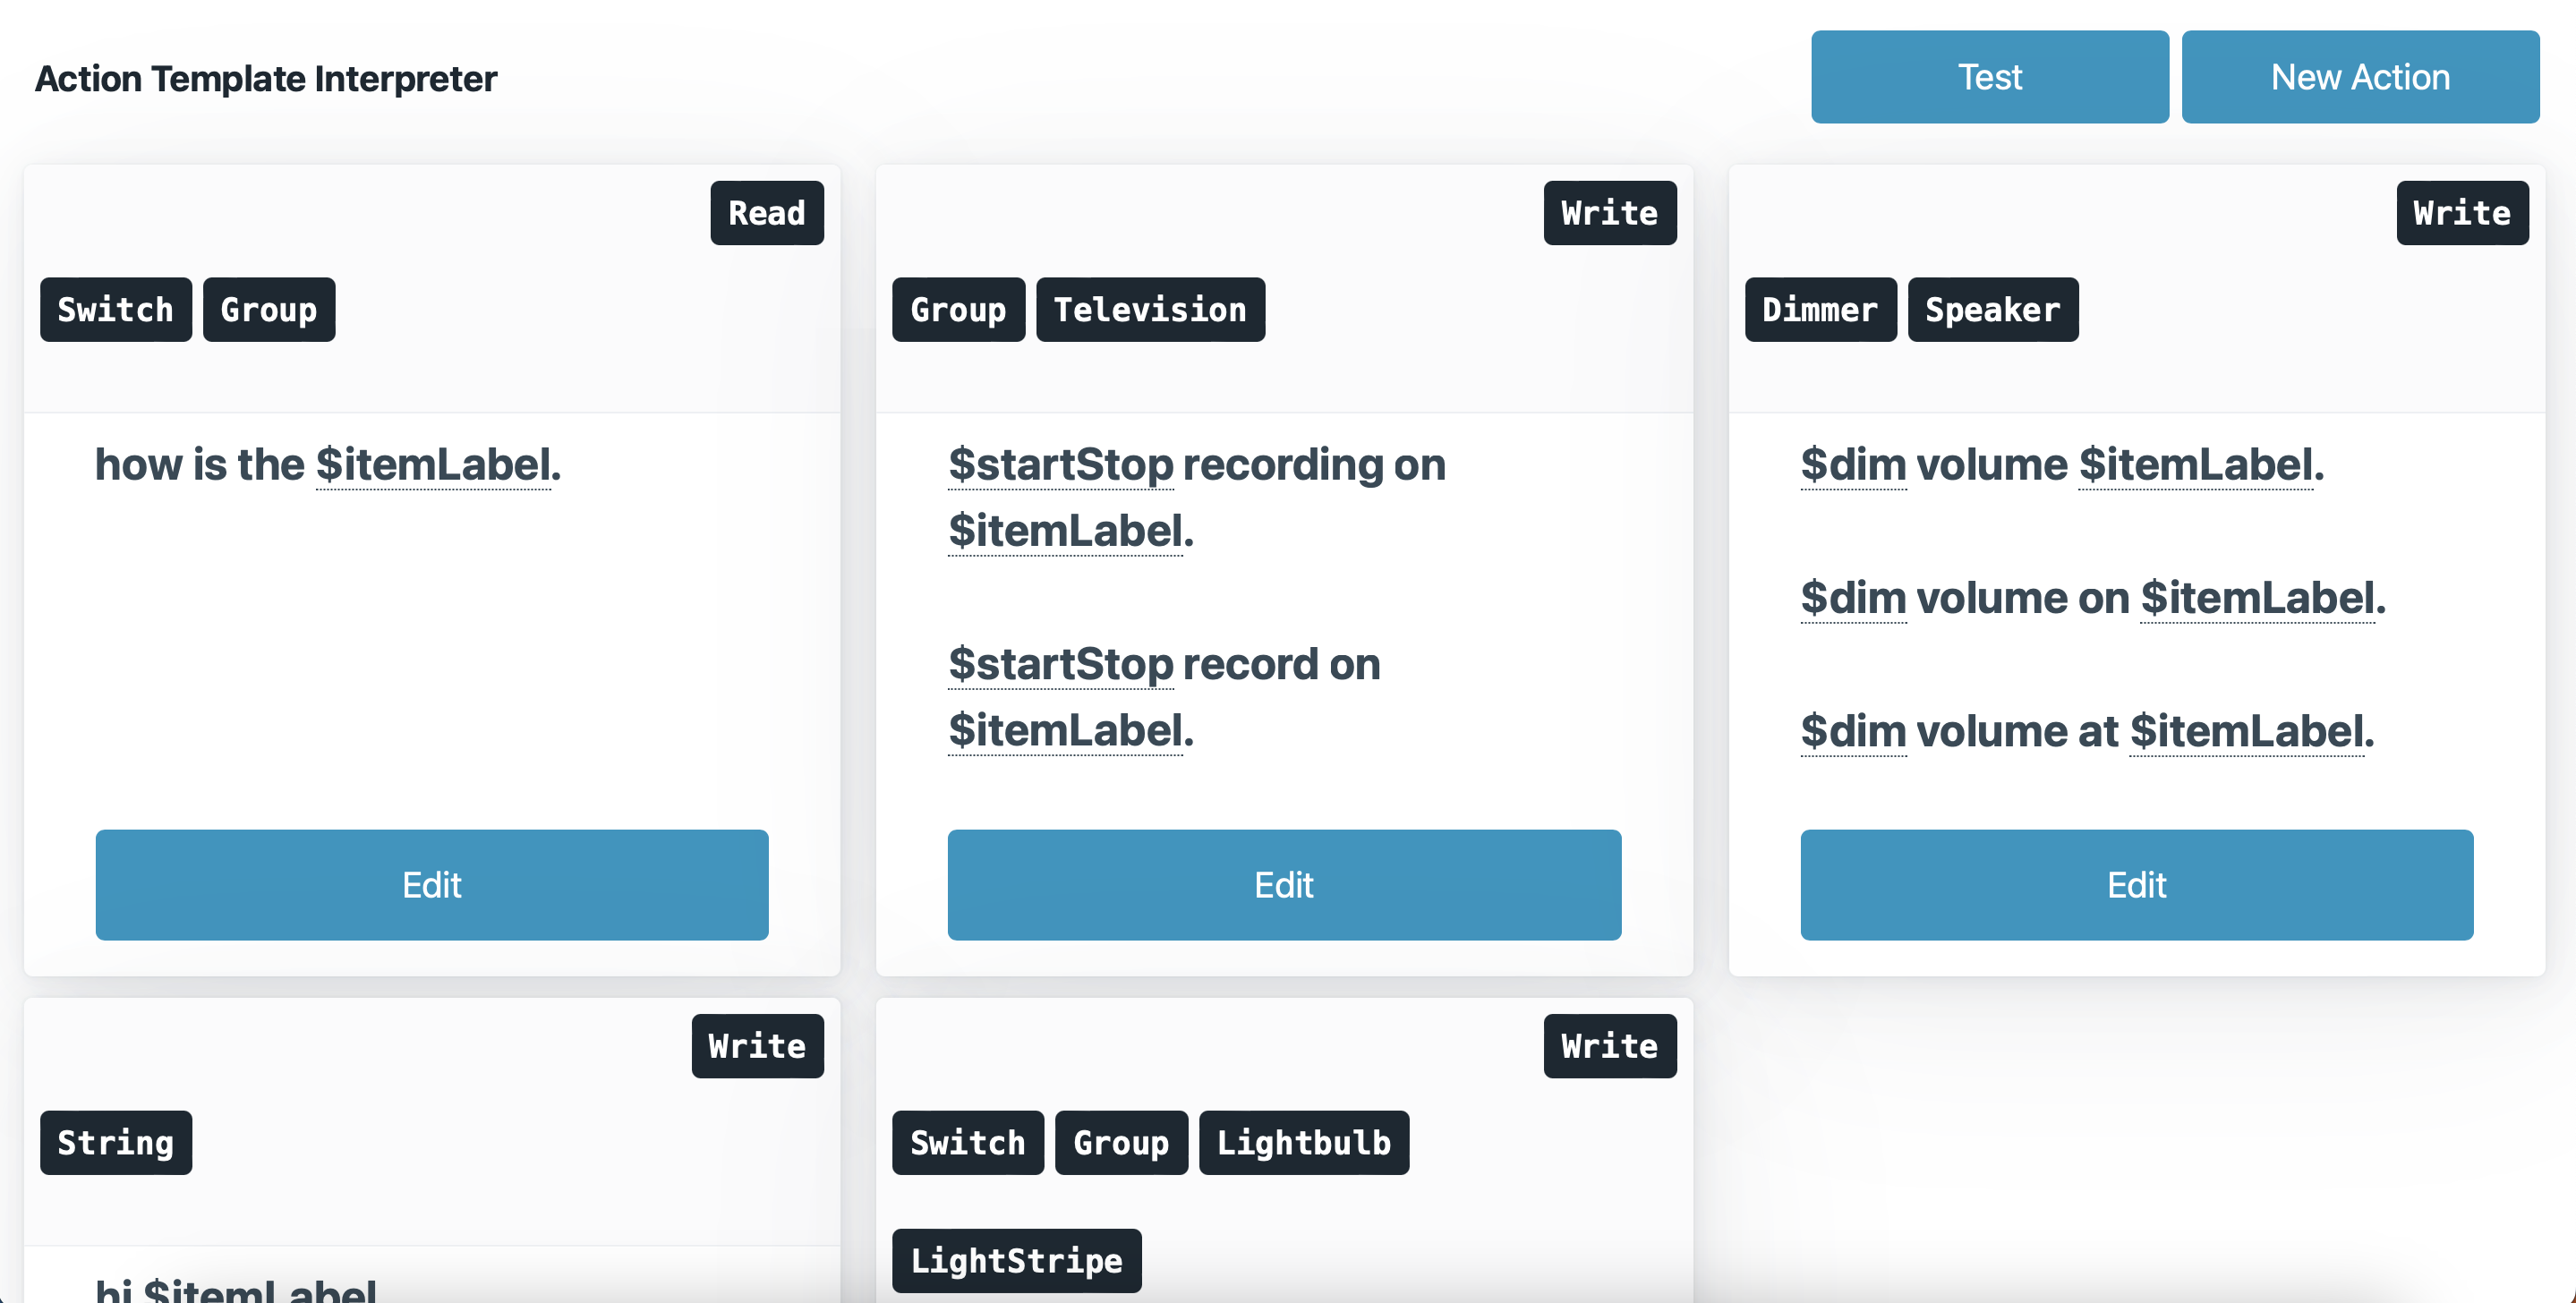 Action Template Interpreter
Test
New Action
Read
Switch Group
how is the $itemLabel.
Edit
Write
Group Television
$startStop recording on
$itemLabel.
$startStop record on
$itemLabel.
Edit
Write
Dimmer Speaker
$dim volume $itemLabel.
$dim volume on $itemLabel.
$dim volume at $itemLabel.
Edit
Write
String
hi $itemLabel
Write
Switch Group Lightbulb
LightStripe